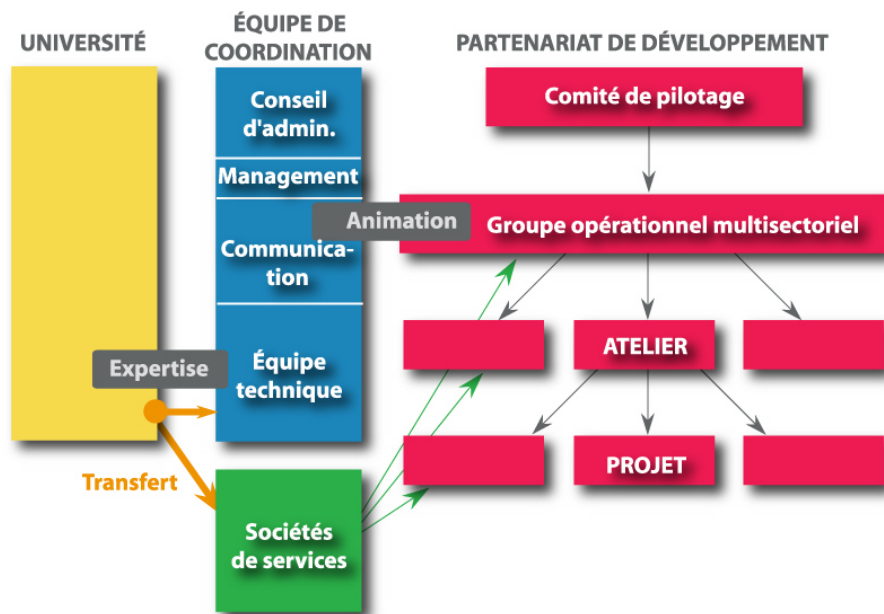 UNIVERSITÉ
ÉQUIPE DE
COORDINATION
PARTENARIAT DE DÉVELOPPEMENT
Conseil
d'admin.
Management
Communica-
tion
Équipe
technique
Animation
Expertise
Transfert
Sociétés
de services
Comité de pilotage
Groupe opérationnel multisectoriel
ATELIER
PROJET